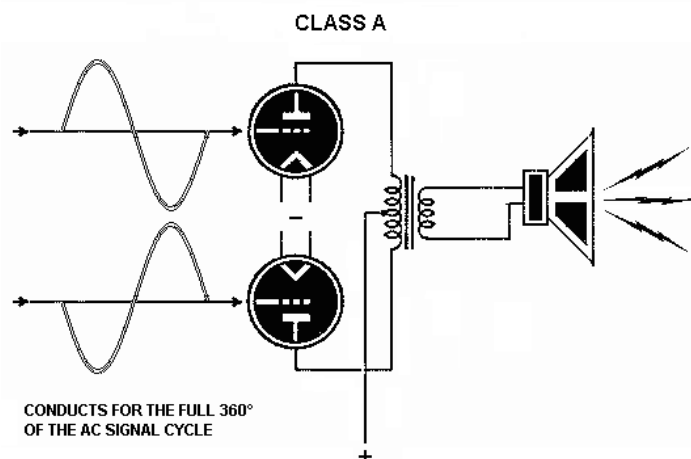 CLASS A
−
CONDUCTS FOR THE FULL 360°
OF THE AC SIGNAL CYCLE
+